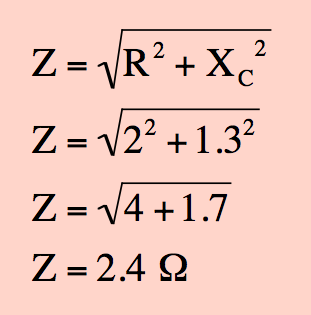 Z = √(R² + X_C²)
Z = √(2² + 1.3²)
Z = √(4 + 1.7)
Z = 2.4 Ω